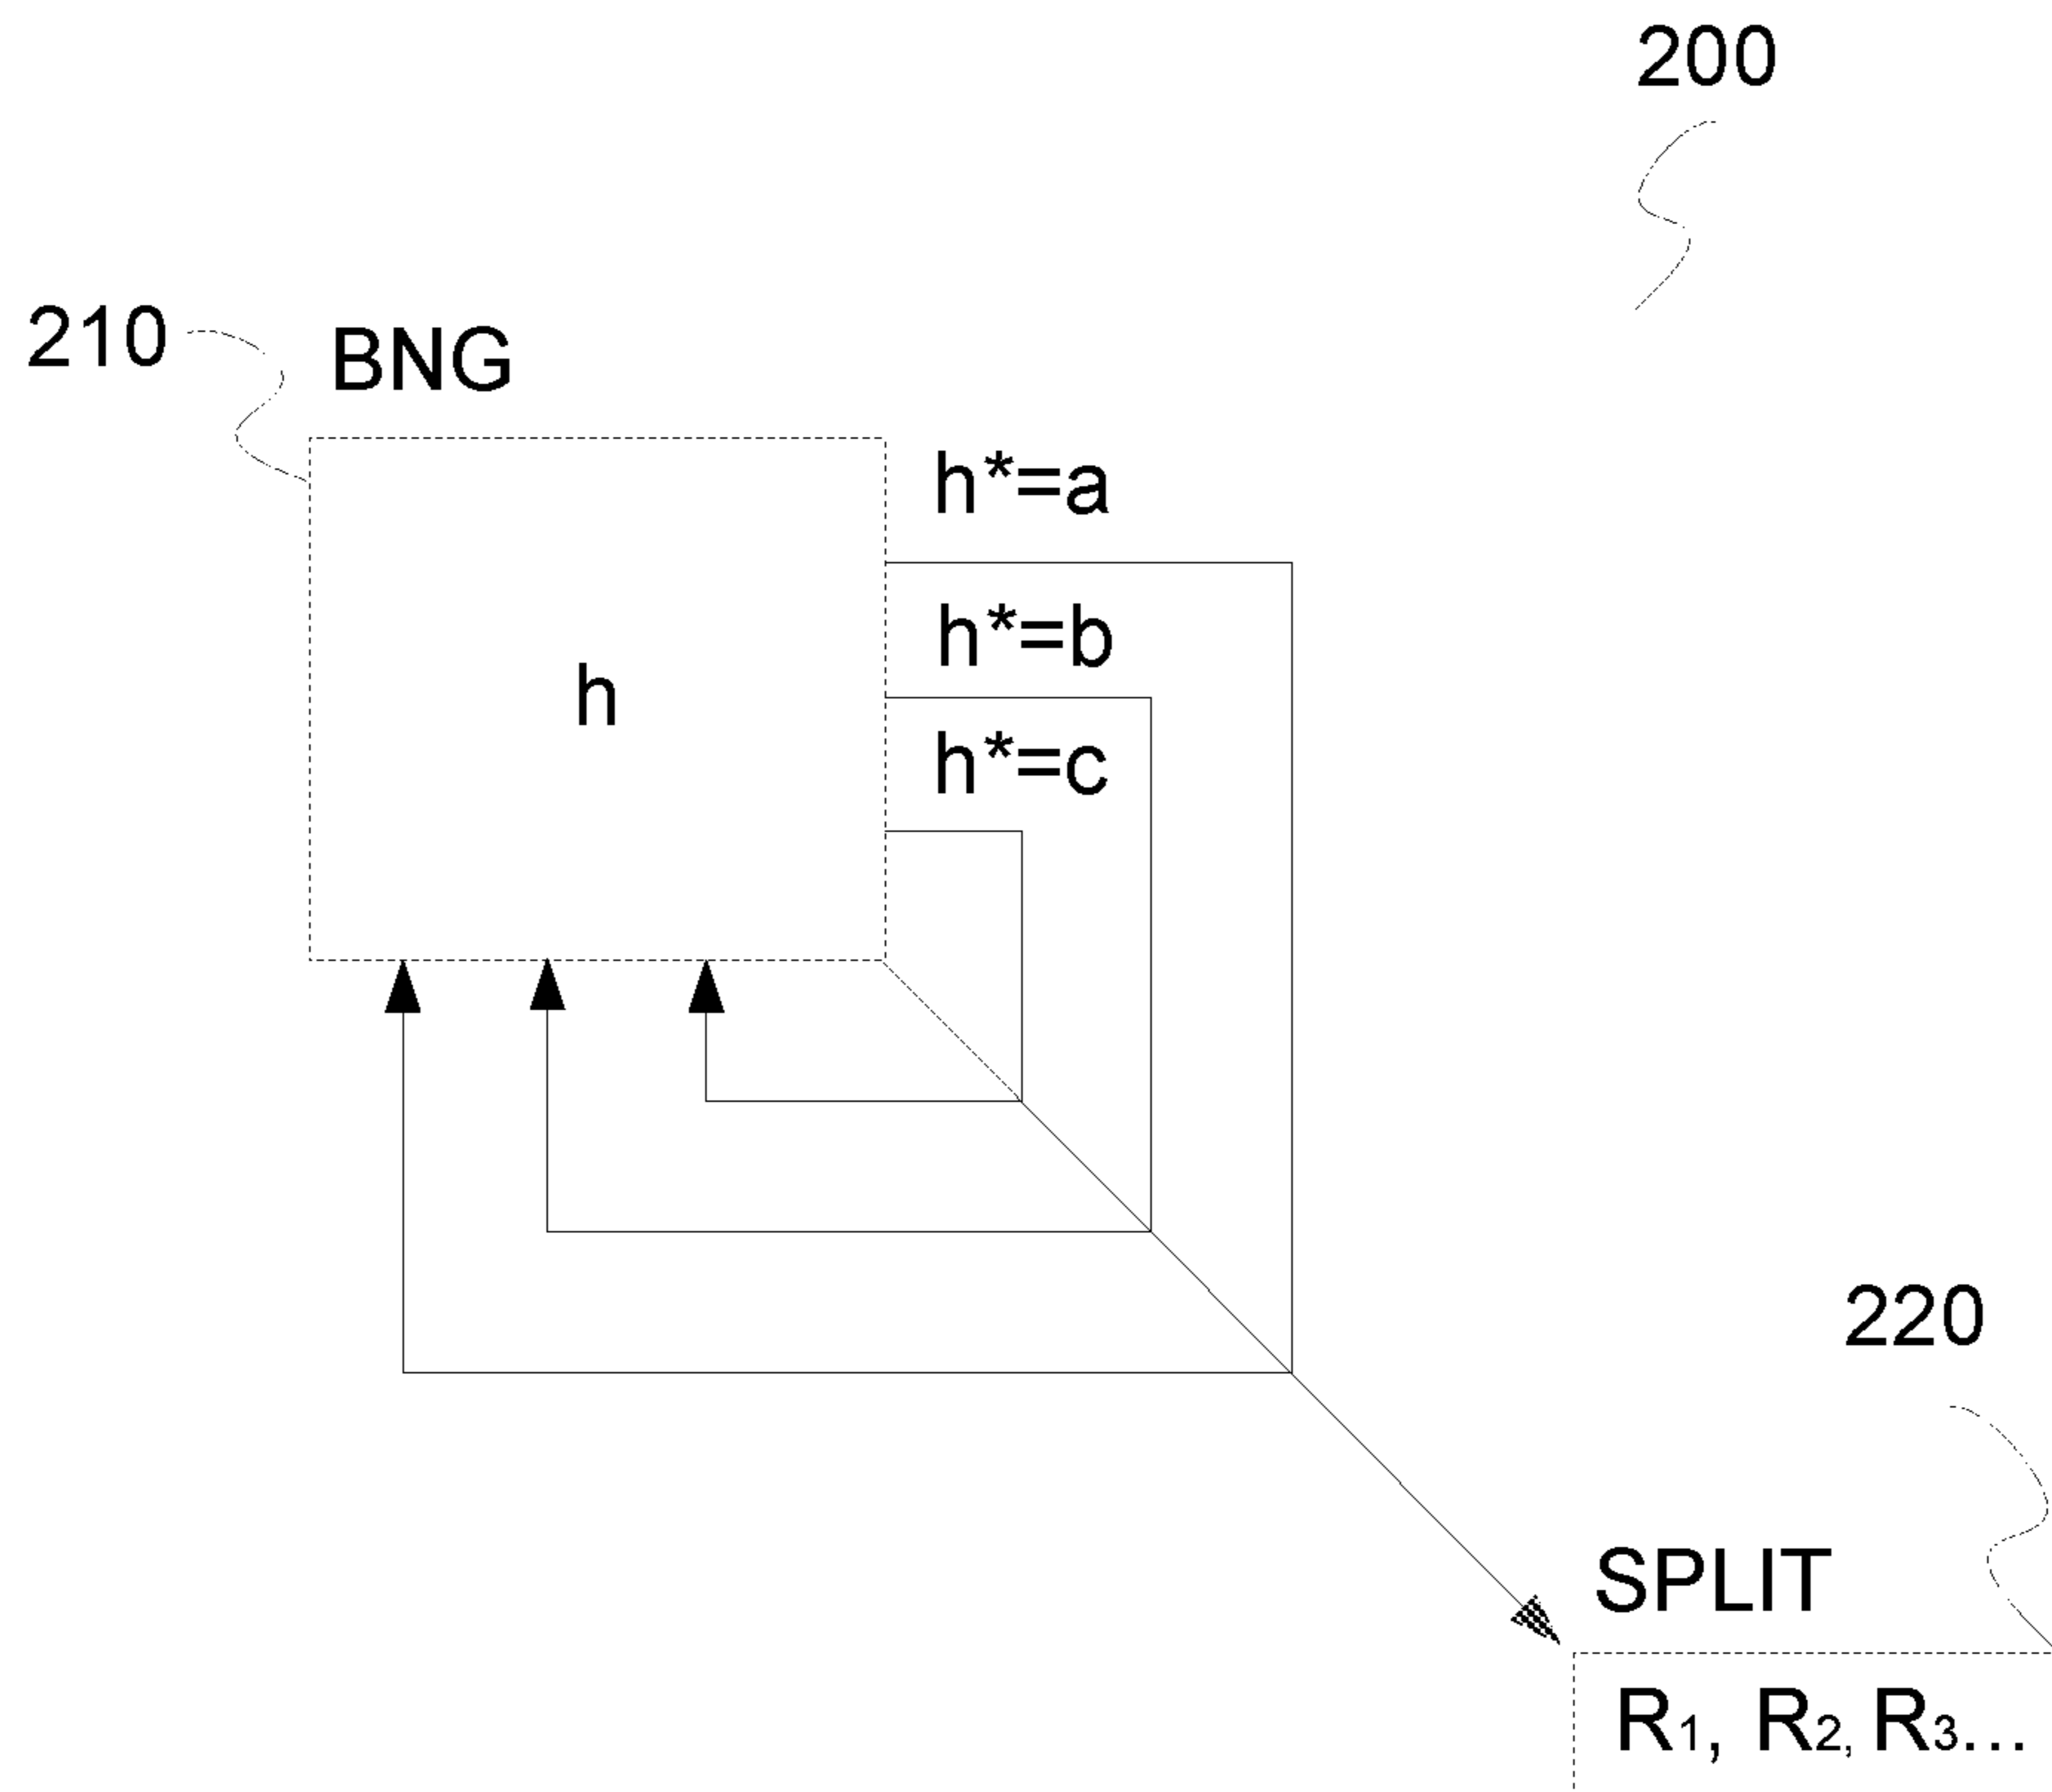 200
210
BNG
h*=a
h*=b
h
h*=c
220
SPLIT
R1, R2, R3...